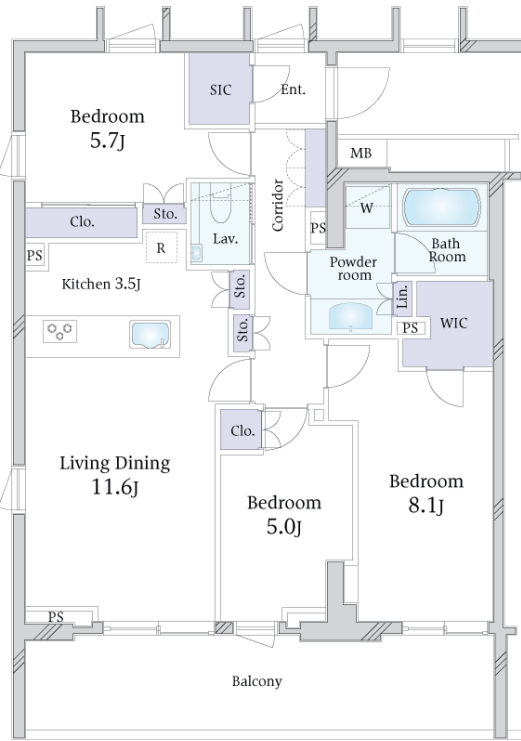 SIC
Ent.
Bedroom
5.7J
MB
Clo.
Sto.
Corridor
W
PS
Lav.
R
PS
Bath
Room
Powder
room
Kitchen 3.5J
Sto.
Lin.
PS
WIC
Sto.
Clo.
Living Dining
11.6J
Bedroom
8.1J
Bedroom
5.0J
PS
Balcony